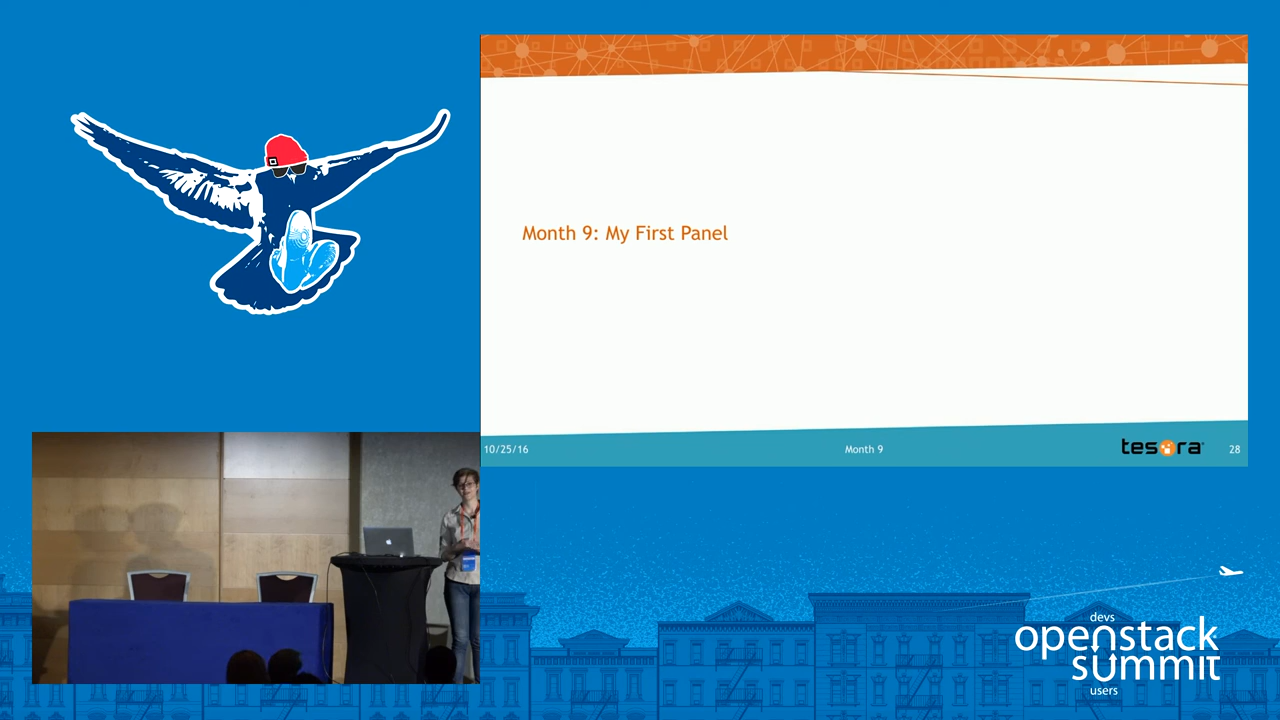 Month 9: My First Panel
10/25/16
Month 9
tesora
28
devs
openstack
summit
users